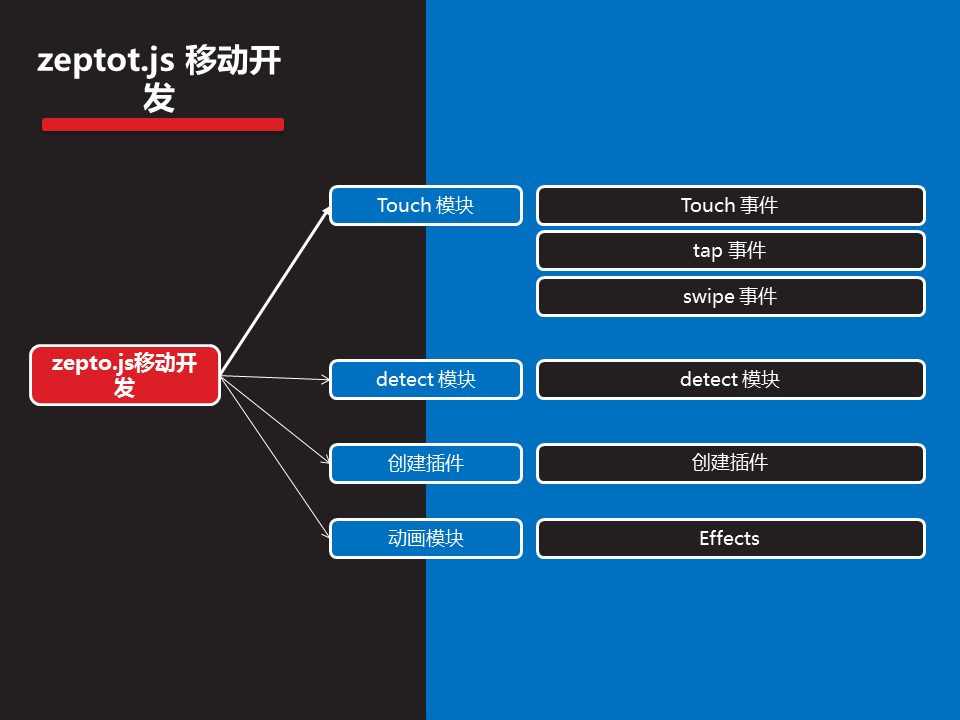 zeptot.js 移动开
发
Touch 模块
Touch 事件
tap 事件
swipe 事件
zepto.js移动开
发
detect 模块
detect 模块
创建插件
创建插件
动画模块
Effects